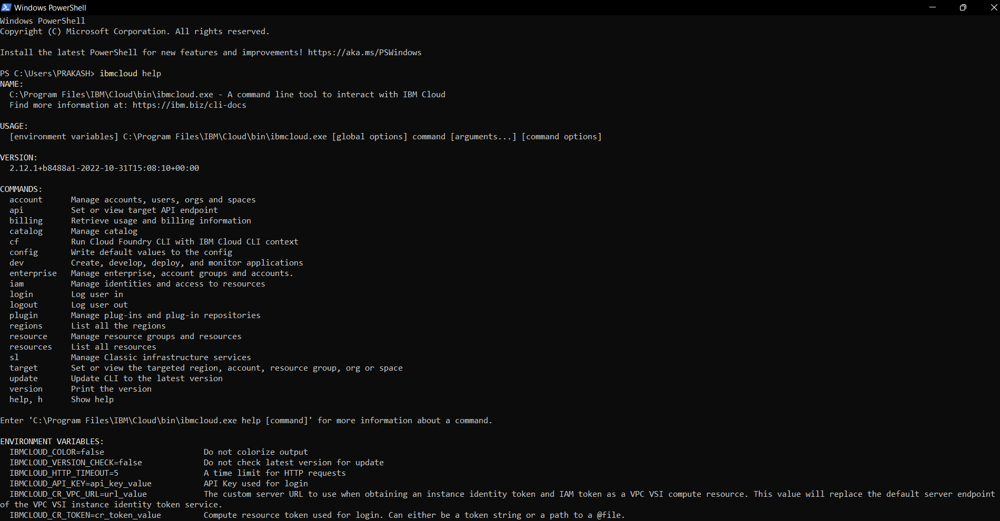 Windows PowerShell
Windows PowerShell
Copyright (C) Microsoft Corporation. All rights reserved.
Install the latest PowerShell for new features and improvements! https://aka.ms/PSWindows
PS C:\Users\PRAKASH> ibmcloud help
NAME:
  C:\Program Files\IBM\Cloud\bin\ibmcloud.exe - A command line tool to interact with IBM Cloud
  Find more information at: https://ibm.biz/cli-docs
USAGE:
  [environment variables] C:\Program Files\IBM\Cloud\bin\ibmcloud.exe [global options] command [arguments...] [command options]
VERSION:
  2.12.1+b8488a1-2022-10-31T15:08:10+00:00
COMMANDS:
  account      Manage accounts, users, orgs and spaces
  api          Set or view target API endpoint
  billing      Retrieve usage and billing information
  catalog      Manage catalog
  cf           Run Cloud Foundry CLI with IBM Cloud CLI context
  config       Write default values to the config
  dev          Create, develop, deploy, and monitor applications
  enterprise   Manage enterprise, account groups and accounts.
  iam          Manage identities and access to resources
  login        Log user in
  logout       Log user out
  plugin       Manage plug-ins and plug-in repositories
  regions      List all the regions
  resource     Manage resource groups and resources
  resources    List all resources
  sl           Manage Classic infrastructure services
  target       Set or view the targeted region, account, resource group, org or space
  update       Update CLI to the latest version
  version      Print the version
  help, h      Show help
Enter 'C:\Program Files\IBM\Cloud\bin\ibmcloud.exe help [command]' for more information about a command.
ENVIRONMENT VARIABLES:
  IBMCLOUD_COLOR=false                     Do not colorize output
  IBMCLOUD_VERSION_CHECK=false             Do not check latest version for update
  IBMCLOUD_HTTP_TIMEOUT=5                  A time limit for HTTP requests
  IBMCLOUD_API_KEY=api_key_value           API Key used for login
  IBMCLOUD_CR_VPC_URL=url_value            The custom server URL to use when obtaining an instance identity token and IAM token as a VPC VSI compute resource. This value will replace the default server endpoint
of the VPC VSI instance identity token service.
  IBMCLOUD_CR_TOKEN=cr_token_value         Compute resource token used for login. Can either be a token string or a path to a @file.